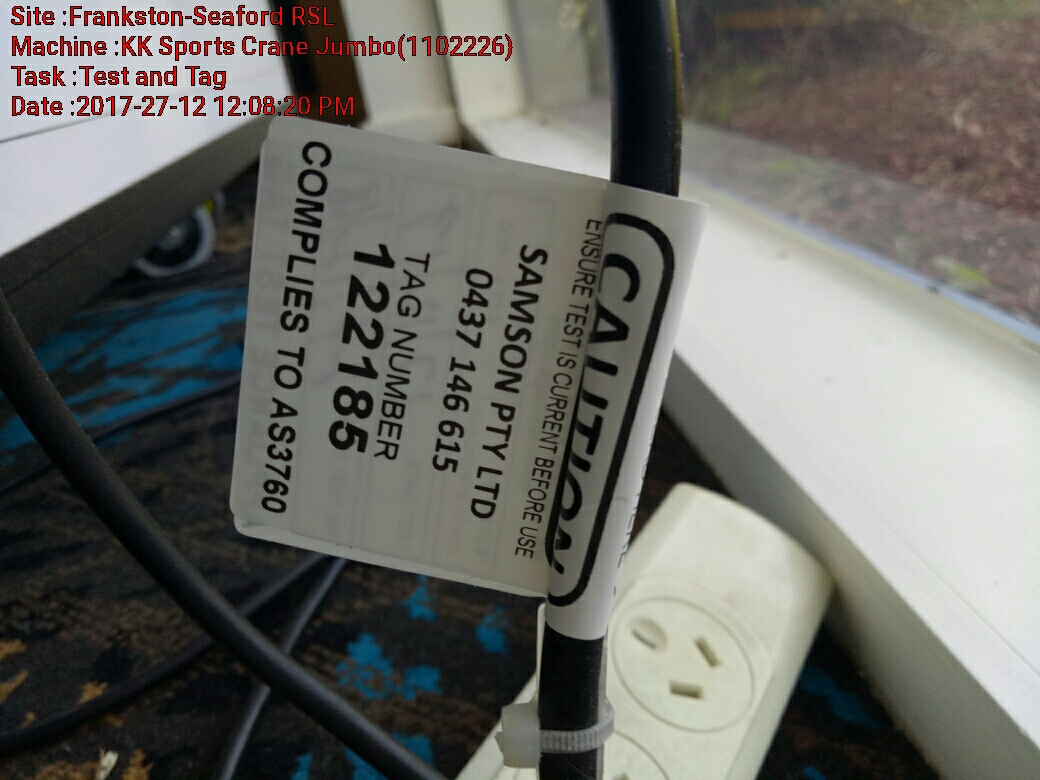 Site :Frankston-Seaford RSL
Machine :KK Sports Crane Jumbo(1102226)
Task :Test and Tag
Date :2017-27-12 12:08:20 PM
CAUTION
ENSURE TEST IS CURRENT BEFORE USE
SAMSON PTY LTD
0437 146 615
TAG NUMBER
122185
COMPLIES TO AS3760